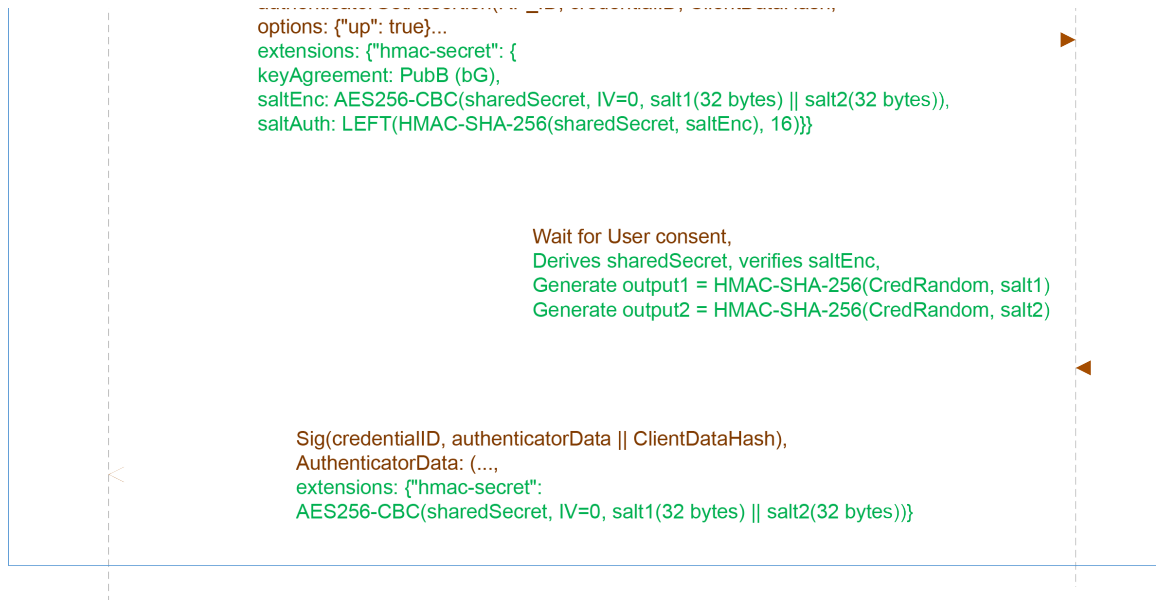 options: {"up": true}...
extensions: {"hmac-secret": {
keyAgreement: PubB (bG),
saltEnc: AES256-CBC(sharedSecret, IV=0, salt1(32 bytes) || salt2(32 bytes)),
saltAuth: LEFT(HMAC-SHA-256(sharedSecret, saltEnc), 16)}}
Wait for User consent,
Derives sharedSecret, verifies saltEnc,
Generate output1 = HMAC-SHA-256(CredRandom, salt1)
Generate output2 = HMAC-SHA-256(CredRandom, salt2)
Sig(credentialID, authenticatorData || ClientDataHash),
AuthenticatorData: (...,
extensions: {"hmac-secret":
AES256-CBC(sharedSecret, IV=0, salt1(32 bytes) || salt2(32 bytes))}